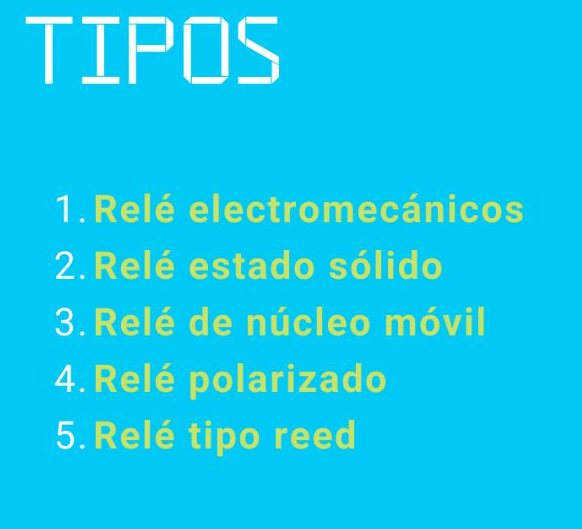 TIPOS
1. Relé electromecánicos
2. Relé estado sólido
3. Relé de núcleo móvil
4. Relé polarizado
5. Relé tipo reed